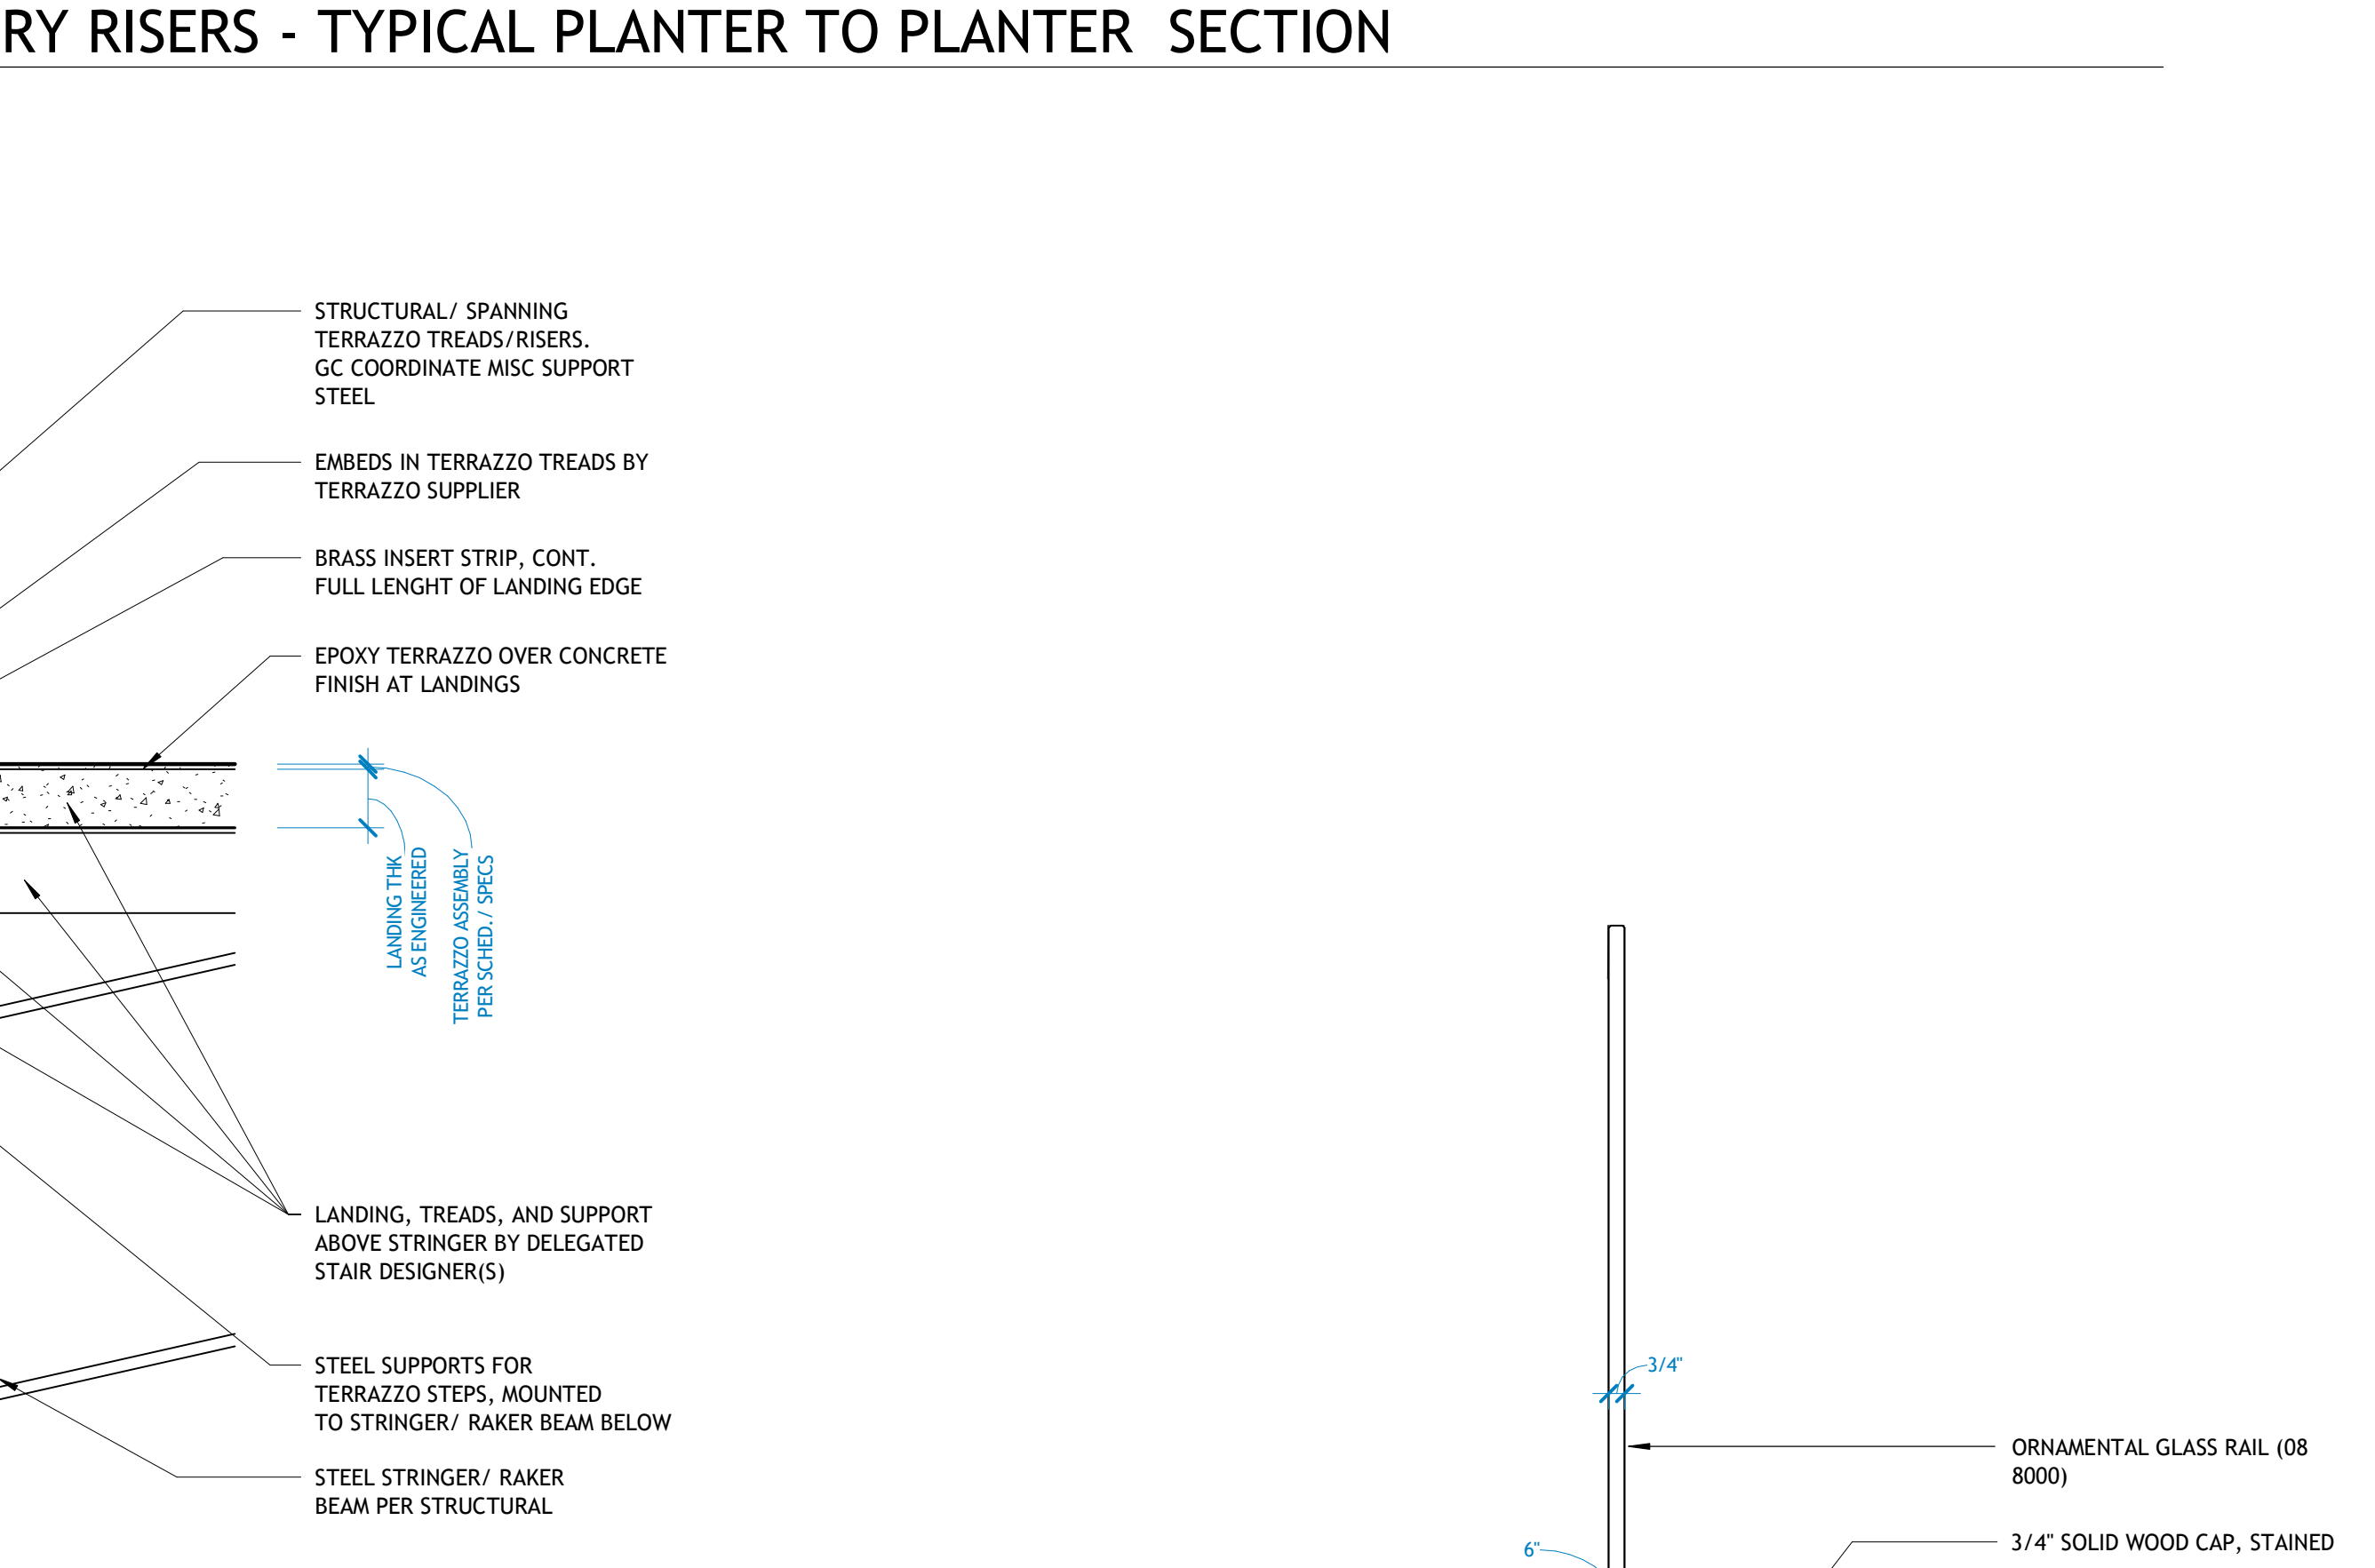 RY RISERS - TYPICAL PLANTER TO PLANTER SECTION
STRUCTURAL/ SPANNING
TERRAZZO TREADS/RISERS.
GC COORDINATE MISC SUPPORT
STEEL
EMBEDS IN TERRAZZO TREADS BY
TERRAZZO SUPPLIER
BRASS INSERT STRIP, CONT.
FULL LENGHT OF LANDING EDGE
EPOXY TERRAZZO OVER CONCRETE
FINISH AT LANDINGS
LANDING THK
AS ENGINEERED
TERRAZZO ASSEMBLY
PER SCHED./ SPECS
LANDING, TREADS, AND SUPPORT
ABOVE STRINGER BY DELEGATED
STAIR DESIGNER(S)
STEEL SUPPORTS FOR
TERRAZZO STEPS, MOUNTED
TO STRINGER/ RAKER BEAM BELOW
STEEL STRINGER/ RAKER
BEAM PER STRUCTURAL
3/4"
ORNAMENTAL GLASS RAIL (08
8000)
6"
3/4" SOLID WOOD CAP, STAINED